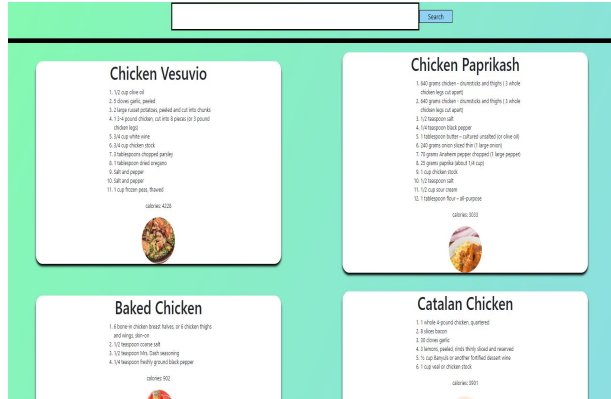 Search
Chicken Vesuvio
1. 1/2 cup olive oil
2. 5 cloves garlic, peeled
3. 2 large russet potatoes, peeled and cut into chunks
4. 1 3-4 pound chicken, cut into 8 pieces (or 3 pound
chicken legs)
5. 3/4 cup white wine
6. 3/4 cup chicken stock
7. 3 tablespoons chopped parsley
8. 1 tablespoon dried oregano
9. Salt and pepper
10. Salt and pepper
11. 1 cup frozen peas, thawed
calories: 4228
Chicken Paprikash
1. 640 grams chicken - drumsticks and thighs ( 3 whole
chicken legs cut apart)
2. 640 grams chicken - drumsticks and thighs ( 3 whole
chicken legs cut apart)
3. 1/2 teaspoon salt
4. 1/4 teaspoon black pepper
5. 1 tablespoon butter – cultured unsalted (or olive oil)
6. 240 grams onion sliced thin (1 large onion)
7. 70 grams Anaheim pepper chopped (1 large pepper)
8. 25 grams paprika (about 1/4 cup)
9. 1 cup chicken stock
10. 1/2 teaspoon salt
11. 1/2 cup sour cream
12. 1 tablespoon flour – all-purpose
calories: 3033
Baked Chicken
1. 6 bone-in chicken breast halves, or 6 chicken thighs
and wings, skin-on
2. 1/2 teaspoon coarse salt
3. 1/2 teaspoon Mrs. Dash seasoning
4. 1/4 teaspoon freshly ground black pepper
calories: 902
Catalan Chicken
1. 1 whole 4-pound chicken, quartered
2. 8 slices bacon
3. 30 cloves garlic
4. 3 lemons, peeled, rinds thinly sliced and reserved
5. ½ cup Banyuls or another fortified dessert wine
6. 1 cup veal or chicken stock
calories: 3901